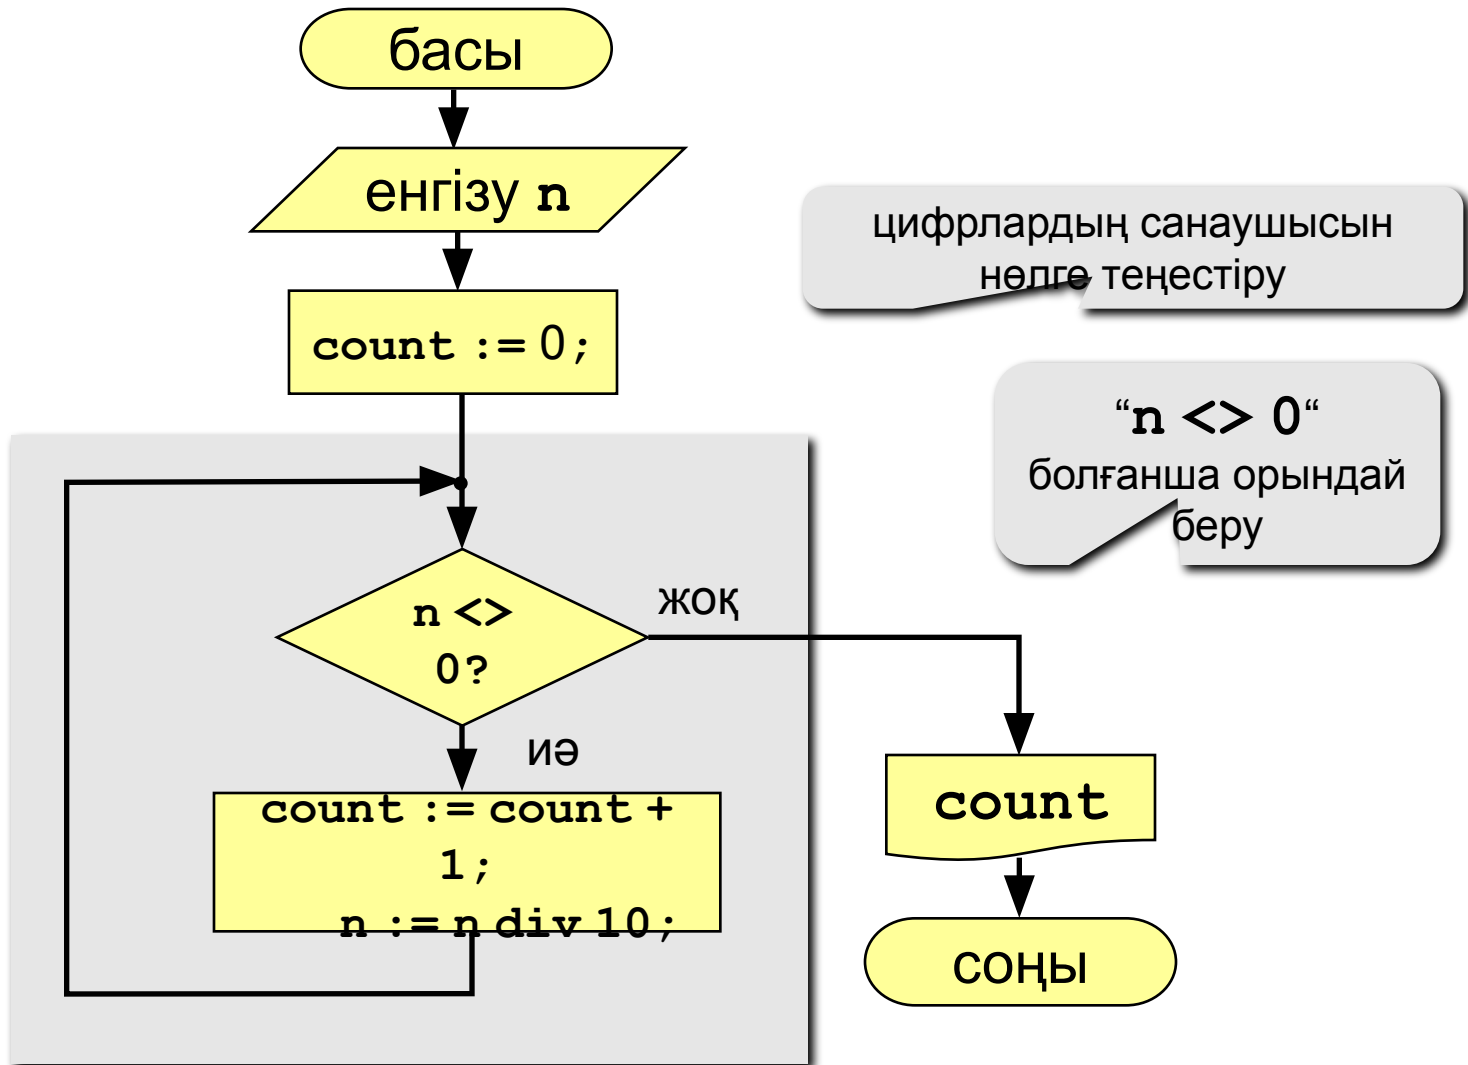 басы
енгізу n
цифрлардың санаушысын
нөлге теңестіру
count := 0;
“n <> 0“
болғанша орындай
беру
n <>
0?
жоқ
иә
count := count +
1;
n := n div 10;
count
соңы